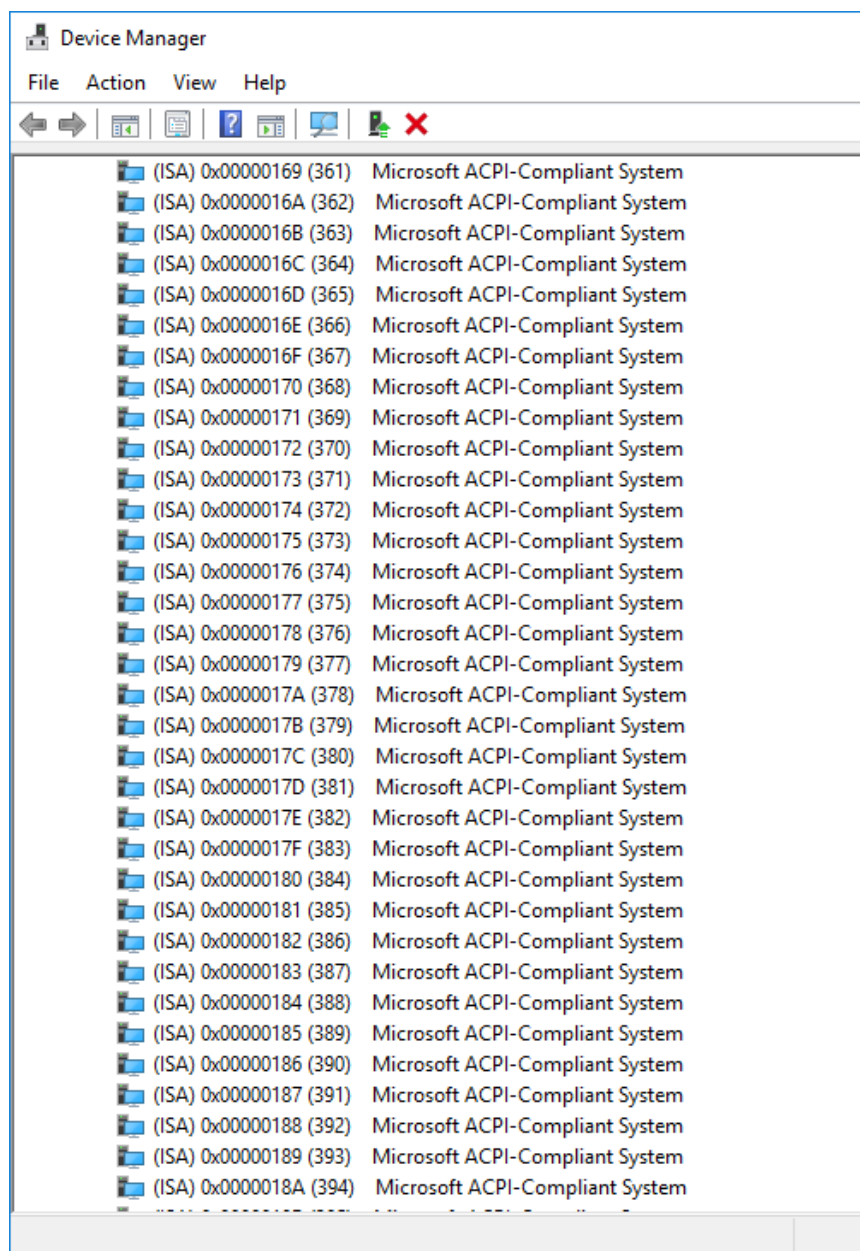 Device Manager
File Action View Help
(ISA) 0x00000169 (361) Microsoft ACPI-Compliant System
(ISA) 0x0000016A (362) Microsoft ACPI-Compliant System
(ISA) 0x0000016B (363) Microsoft ACPI-Compliant System
(ISA) 0x0000016C (364) Microsoft ACPI-Compliant System
(ISA) 0x0000016D (365) Microsoft ACPI-Compliant System
(ISA) 0x0000016E (366) Microsoft ACPI-Compliant System
(ISA) 0x0000016F (367) Microsoft ACPI-Compliant System
(ISA) 0x00000170 (368) Microsoft ACPI-Compliant System
(ISA) 0x00000171 (369) Microsoft ACPI-Compliant System
(ISA) 0x00000172 (370) Microsoft ACPI-Compliant System
(ISA) 0x00000173 (371) Microsoft ACPI-Compliant System
(ISA) 0x00000174 (372) Microsoft ACPI-Compliant System
(ISA) 0x00000175 (373) Microsoft ACPI-Compliant System
(ISA) 0x00000176 (374) Microsoft ACPI-Compliant System
(ISA) 0x00000177 (375) Microsoft ACPI-Compliant System
(ISA) 0x00000178 (376) Microsoft ACPI-Compliant System
(ISA) 0x00000179 (377) Microsoft ACPI-Compliant System
(ISA) 0x0000017A (378) Microsoft ACPI-Compliant System
(ISA) 0x0000017B (379) Microsoft ACPI-Compliant System
(ISA) 0x0000017C (380) Microsoft ACPI-Compliant System
(ISA) 0x0000017D (381) Microsoft ACPI-Compliant System
(ISA) 0x0000017E (382) Microsoft ACPI-Compliant System
(ISA) 0x0000017F (383) Microsoft ACPI-Compliant System
(ISA) 0x00000180 (384) Microsoft ACPI-Compliant System
(ISA) 0x00000181 (385) Microsoft ACPI-Compliant System
(ISA) 0x00000182 (386) Microsoft ACPI-Compliant System
(ISA) 0x00000183 (387) Microsoft ACPI-Compliant System
(ISA) 0x00000184 (388) Microsoft ACPI-Compliant System
(ISA) 0x00000185 (389) Microsoft ACPI-Compliant System
(ISA) 0x00000186 (390) Microsoft ACPI-Compliant System
(ISA) 0x00000187 (391) Microsoft ACPI-Compliant System
(ISA) 0x00000188 (392) Microsoft ACPI-Compliant System
(ISA) 0x00000189 (393) Microsoft ACPI-Compliant System
(ISA) 0x0000018A (394) Microsoft ACPI-Compliant System